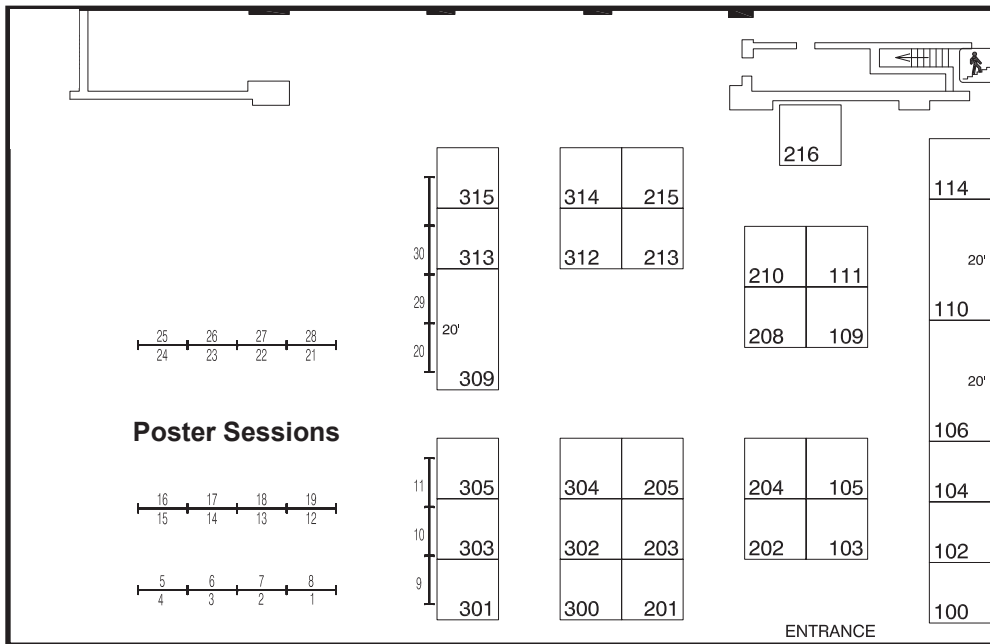 216
315 314 215 114
30 313 312 213 210 111 20'
29 110
25 26 27 28 20' 208 109
24 23 22 21 20 309 20'
Poster Sessions 106
16 17 18 19 11 305 304 205 204 105 104
15 14 13 12 10 303 302 203 202 103 102
5 6 7 8 9
4 3 2 1 301 300 201 100
ENTRANCE